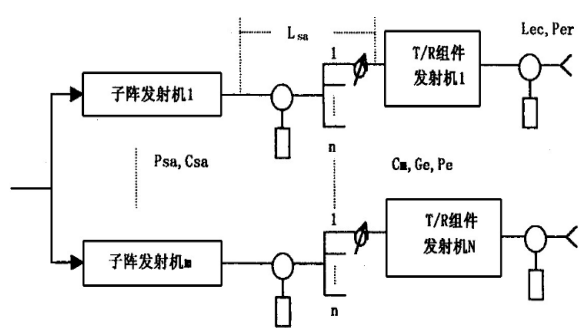 Lsa
Lec,Per
1
T/R组件
发射机1
子阵发射机1
n
Psa,Csa
Cm,Ge,Pe
1
T/R组件
发射机N
子阵发射机m
n